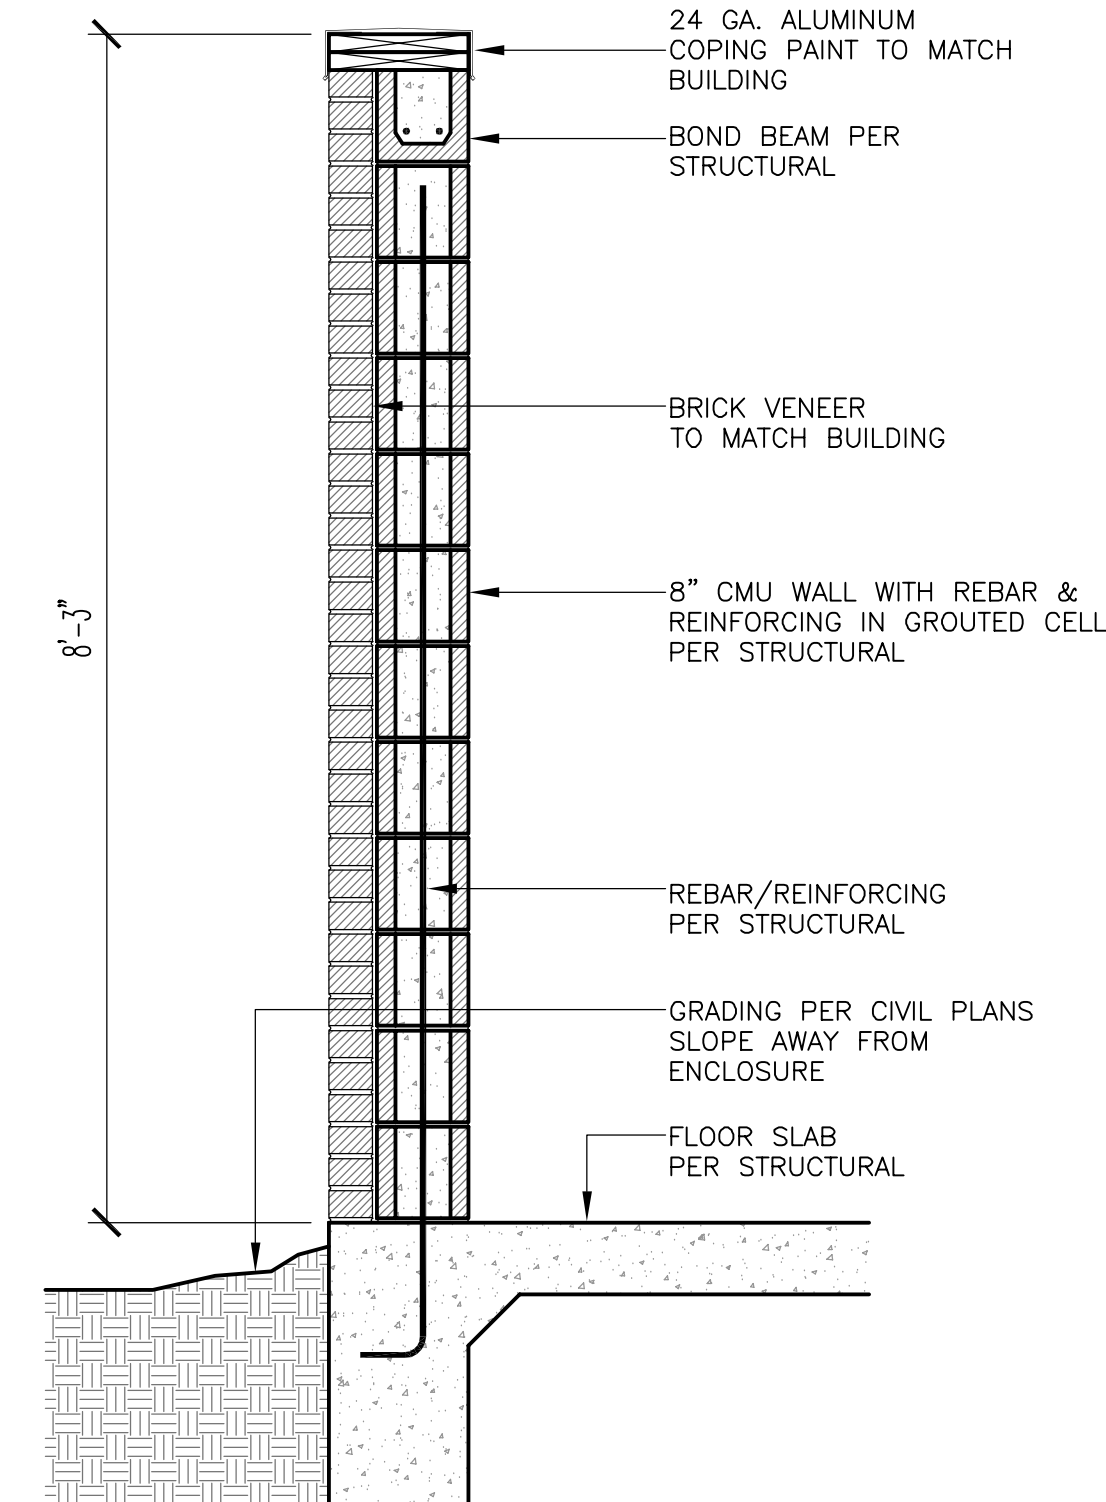 24 GA. ALUMINUM
COPING PAINT TO MATCH
BUILDING
BOND BEAM PER
STRUCTURAL
BRICK VENEER
TO MATCH BUILDING
8'-3"
8" CMU WALL WITH REBAR &
REINFORCING IN GROUTED CELL
PER STRUCTURAL
REBAR/REINFORCING
PER STRUCTURAL
GRADING PER CIVIL PLANS
SLOPE AWAY FROM
ENCLOSURE
FLOOR SLAB
PER STRUCTURAL